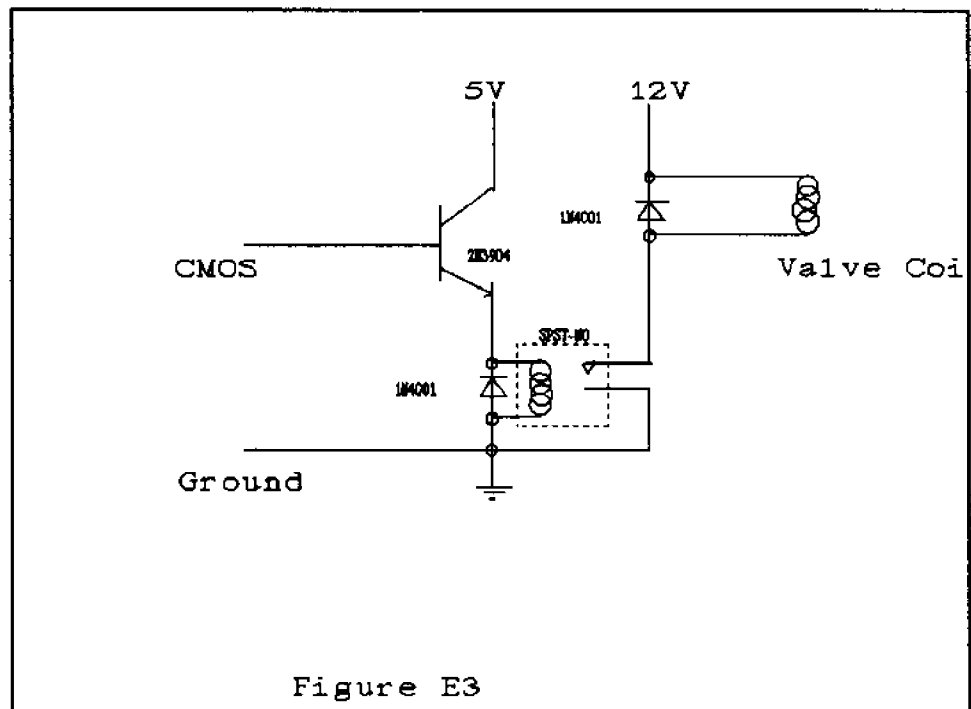 5V
12V
1N4001
CMOS
2N3904
Valve Coi
SPST-NO
1N4001
Ground
Figure E3